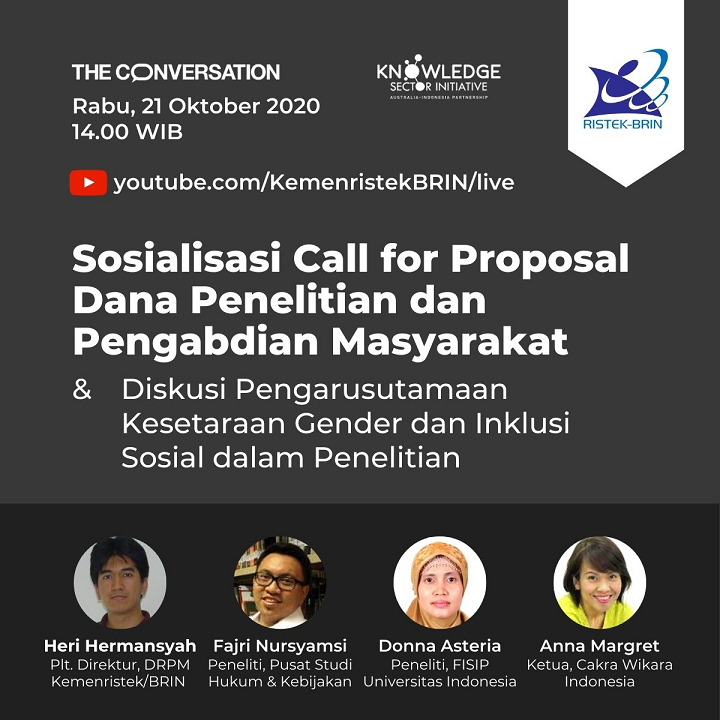 THE CONVERSATION
KNOWLEDGE
SECTOR INITIATIVE
AUSTRALIA-INDONESIA PARTNERSHIP
RISTEK-BRIN
Rabu, 21 Oktober 2020
14.00 WIB
youtube.com/KemenristekBRIN/live
Sosialisasi Call for Proposal
Dana Penelitian dan
Pengabdian Masyarakat
& Diskusi Pengarusutamaan
Kesetaraan Gender dan Inklusi
Sosial dalam Penelitian
Heri Hermansyah
Plt. Direktur, DRPM
Kemenristek/BRIN
Fajri Nursyamsi
Peneliti, Pusat Studi
Hukum & Kebijakan
Donna Asteria
Peneliti, FISIP
Universitas Indonesia
Anna Margret
Ketua, Cakra Wikara
Indonesia